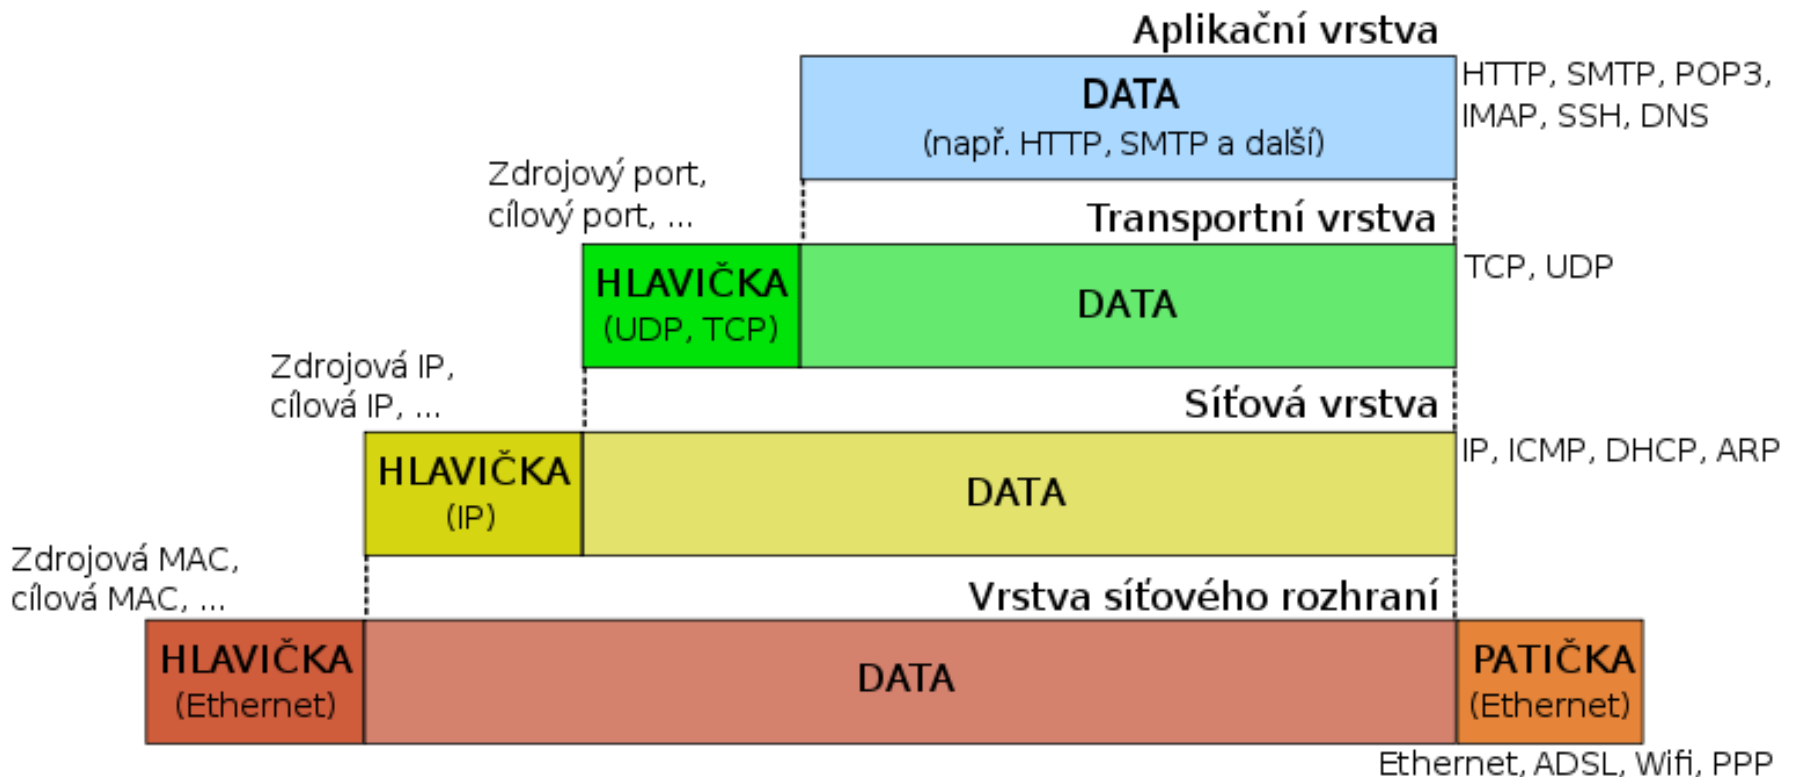 Aplikační vrstva
DATA
(např. HTTP, SMTP a další)
HTTP, SMTP, POP3,
IMAP, SSH, DNS
Zdrojový port,
cílový port, ...
Transportní vrstva
HLAVIČKA
(UDP, TCP)
DATA
TCP, UDP
Zdrojová IP,
cílová IP, ...
Síťová vrstva
HLAVIČKA
(IP)
DATA
IP, ICMP, DHCP, ARP
Zdrojová MAC,
cílová MAC, ...
Vrstva síťového rozhraní
HLAVIČKA
(Ethernet)
DATA
PATIČKA
(Ethernet)
Ethernet, ADSL, Wifi, PPP